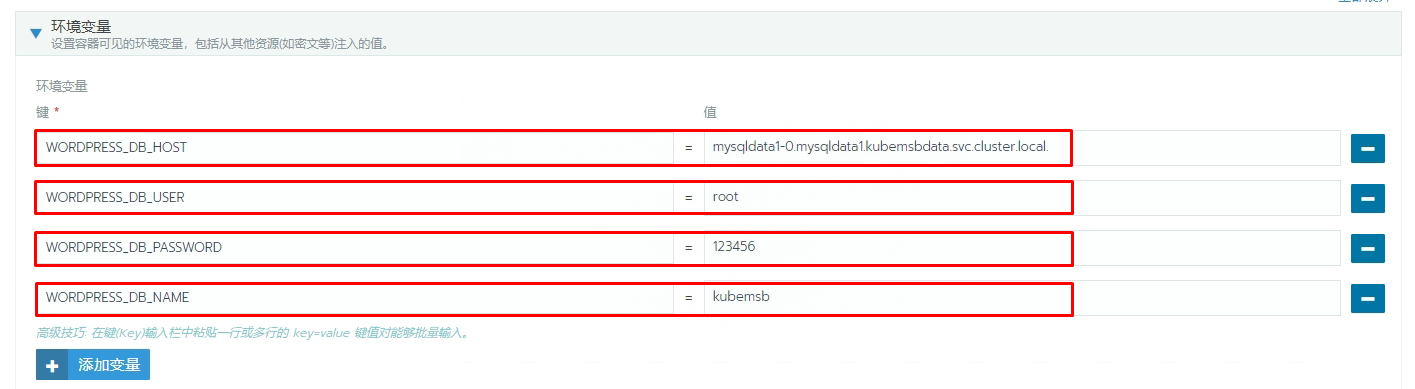 环境变量
设置容器可见的环境变量，包括从其他资源(如密文等)注入的值。
环境变量
键 * 值
WORDPRESS_DB_HOST = mysqldata1-0.mysqldata1.kubemsbdata.svc.cluster.local.
WORDPRESS_DB_USER = root
WORDPRESS_DB_PASSWORD = 123456
WORDPRESS_DB_NAME = kubemsb
高级技巧: 在键(Key)输入栏中粘贴一行或多行的 key=value 键值对能够批量输入。
添加变量